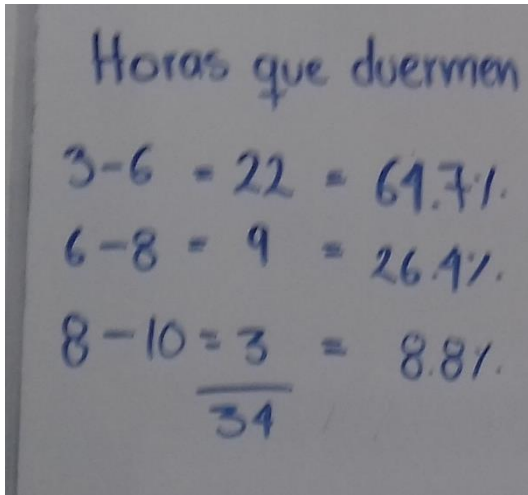 Horas que duermen
3-6 = 22 = 64.7%.
6-8 = 9 = 26.4%.
8-10 = 3 = 8.8%.
34